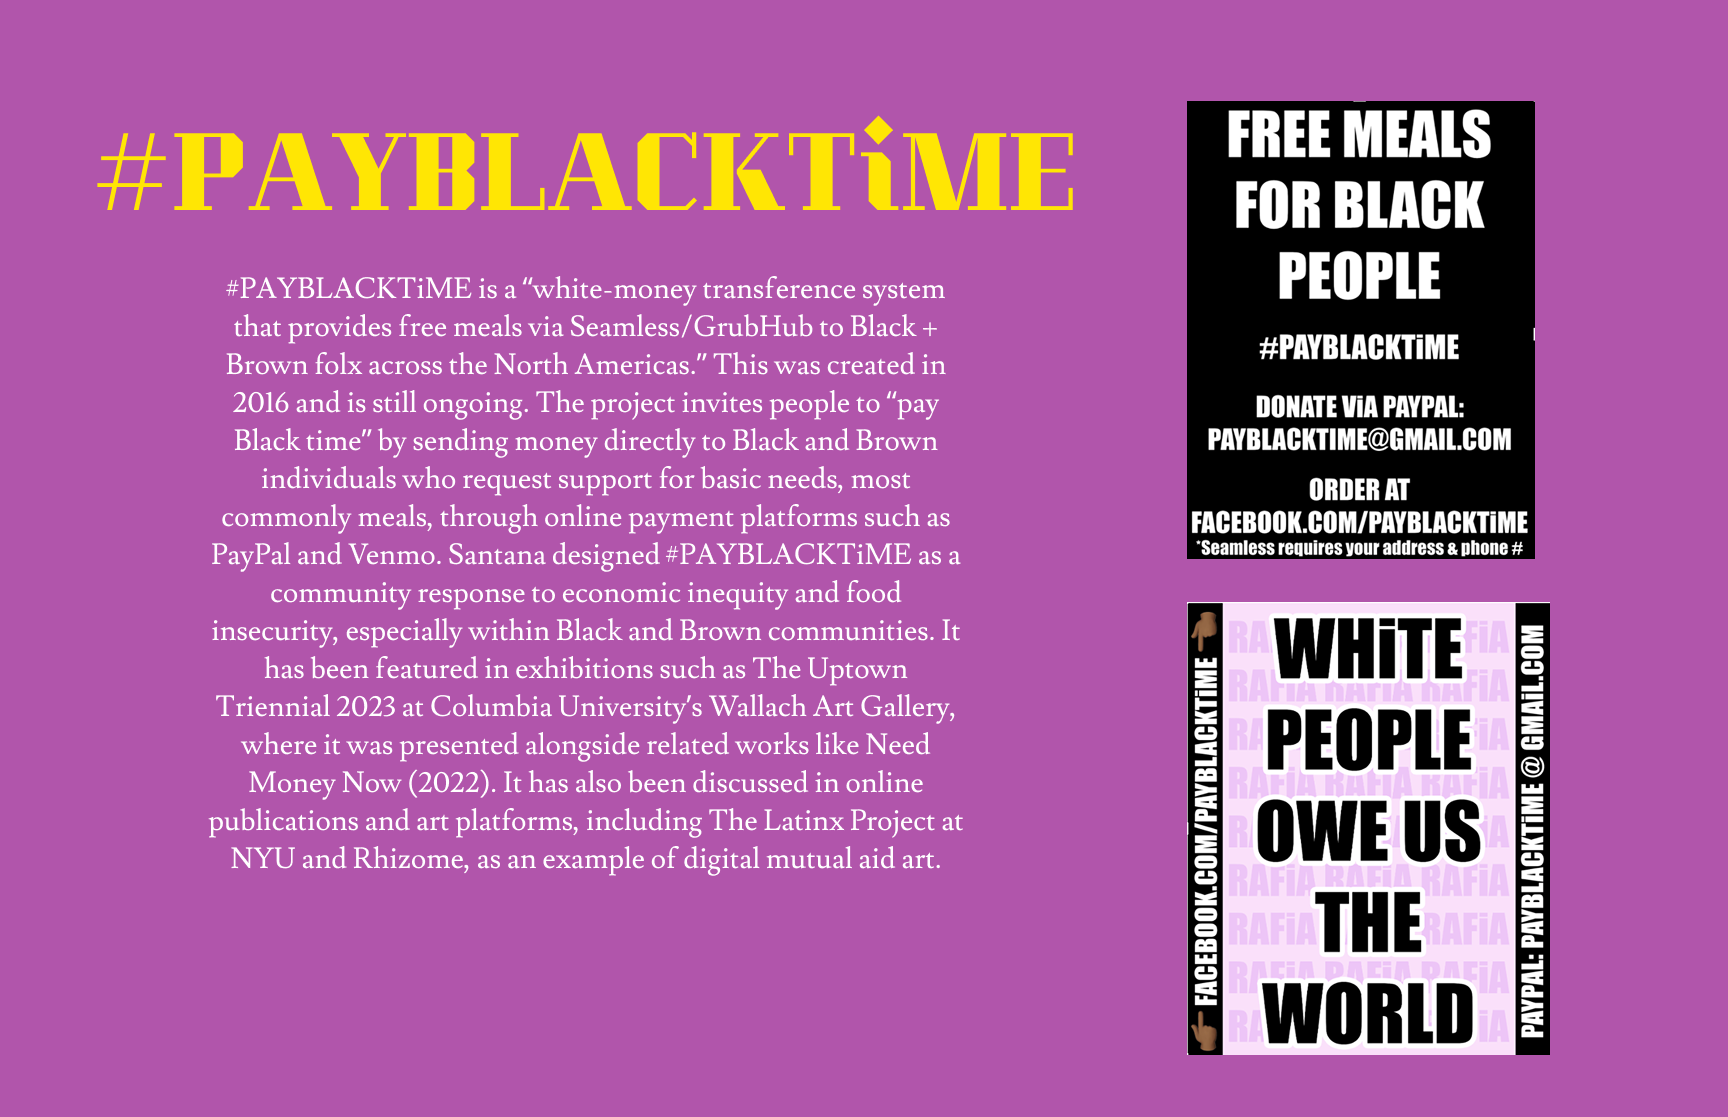 #PAYBLACKTiME
#PAYBLACKTiME is a “white-money transference system
that provides free meals via Seamless/GrubHub to Black +
Brown folx across the North Americas.” This was created in
2016 and is still ongoing. The project invites people to “pay
Black time” by sending money directly to Black and Brown
individuals who request support for basic needs, most
commonly meals, through online payment platforms such as
PayPal and Venmo. Santana designed #PAYBLACKTiME as a
community response to economic inequity and food
insecurity, especially within Black and Brown communities. It
has been featured in exhibitions such as The Uptown
Triennial 2023 at Columbia University’s Wallach Art Gallery,
where it was presented alongside related works like Need
Money Now (2022). It has also been discussed in online
publications and art platforms, including The Latinx Project at
NYU and Rhizome, as an example of digital mutual aid art.
FREE MEALS
FOR BLACK
PEOPLE
#PAYBLACKTiME
DONATE ViA PAYPAL:
PAYBLACKTIME@GMAIL.COM
ORDER AT
FACEBOOK.COM/PAYBLACKTiME
*Seamless requires your address & phone #
FACEBOOK.COM/PAYBLACKTiME
WHiTE
PEOPLE
OWE US
THE
WORLD
RAFiA RAFiA RAFiA
PAYPAL: PAYBLACKTiME @ GMAiL.COM